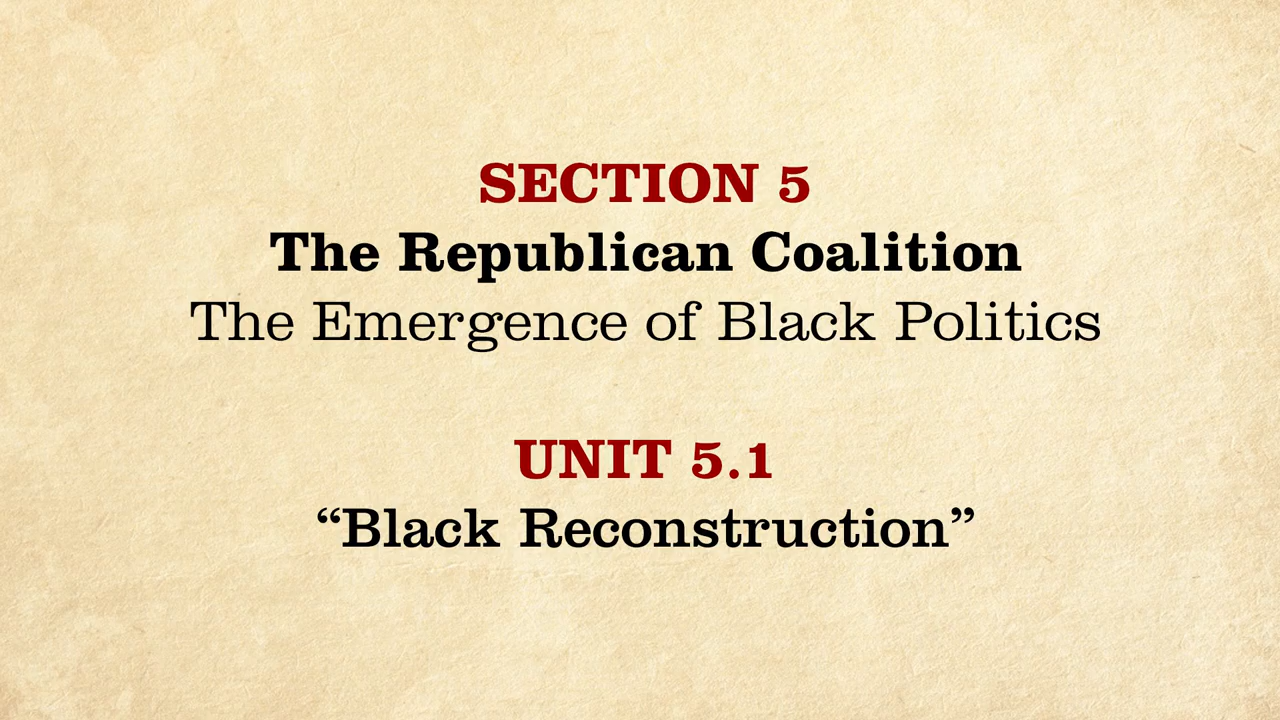 SECTION 5
The Republican Coalition
The Emergence of Black Politics
UNIT 5.1
“Black Reconstruction”